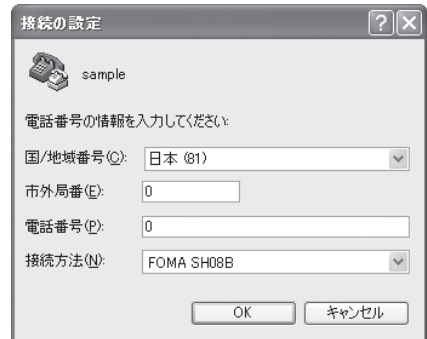 接続の設定
sample
電話番号の情報を入力してください:
国/地域番号(C): 日本 (81)
市外局番(E): 0
電話番号(P): 0
接続方法(N): FOMA SH08B
OK キャンセル